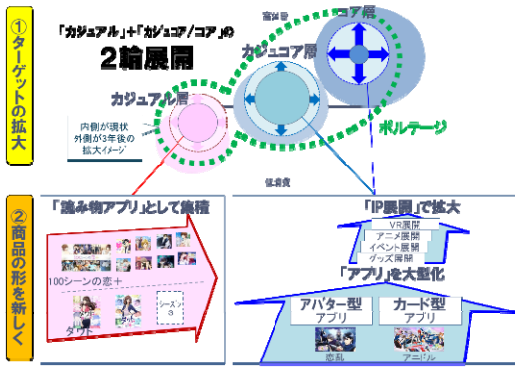 ①ターゲットの拡大
「カジュアル」+「カジュコア/コア」の
2輪展開
高消費
コア層
カジュコア層
カジュアル層
内側が現状
外側が3年後の
拡大イメージ
ボルテージ
低消費
②商品の形を新しく
「読み物アプリ」として集積
100シーンの恋+
ダウト
シーズン
3
「IP展開」で拡大
VR展開
アニメ展開
イベント展開
グッズ展開
「アプリ」を大型化
アバター型
アプリ
恋乱
カード型
アプリ
アニドル